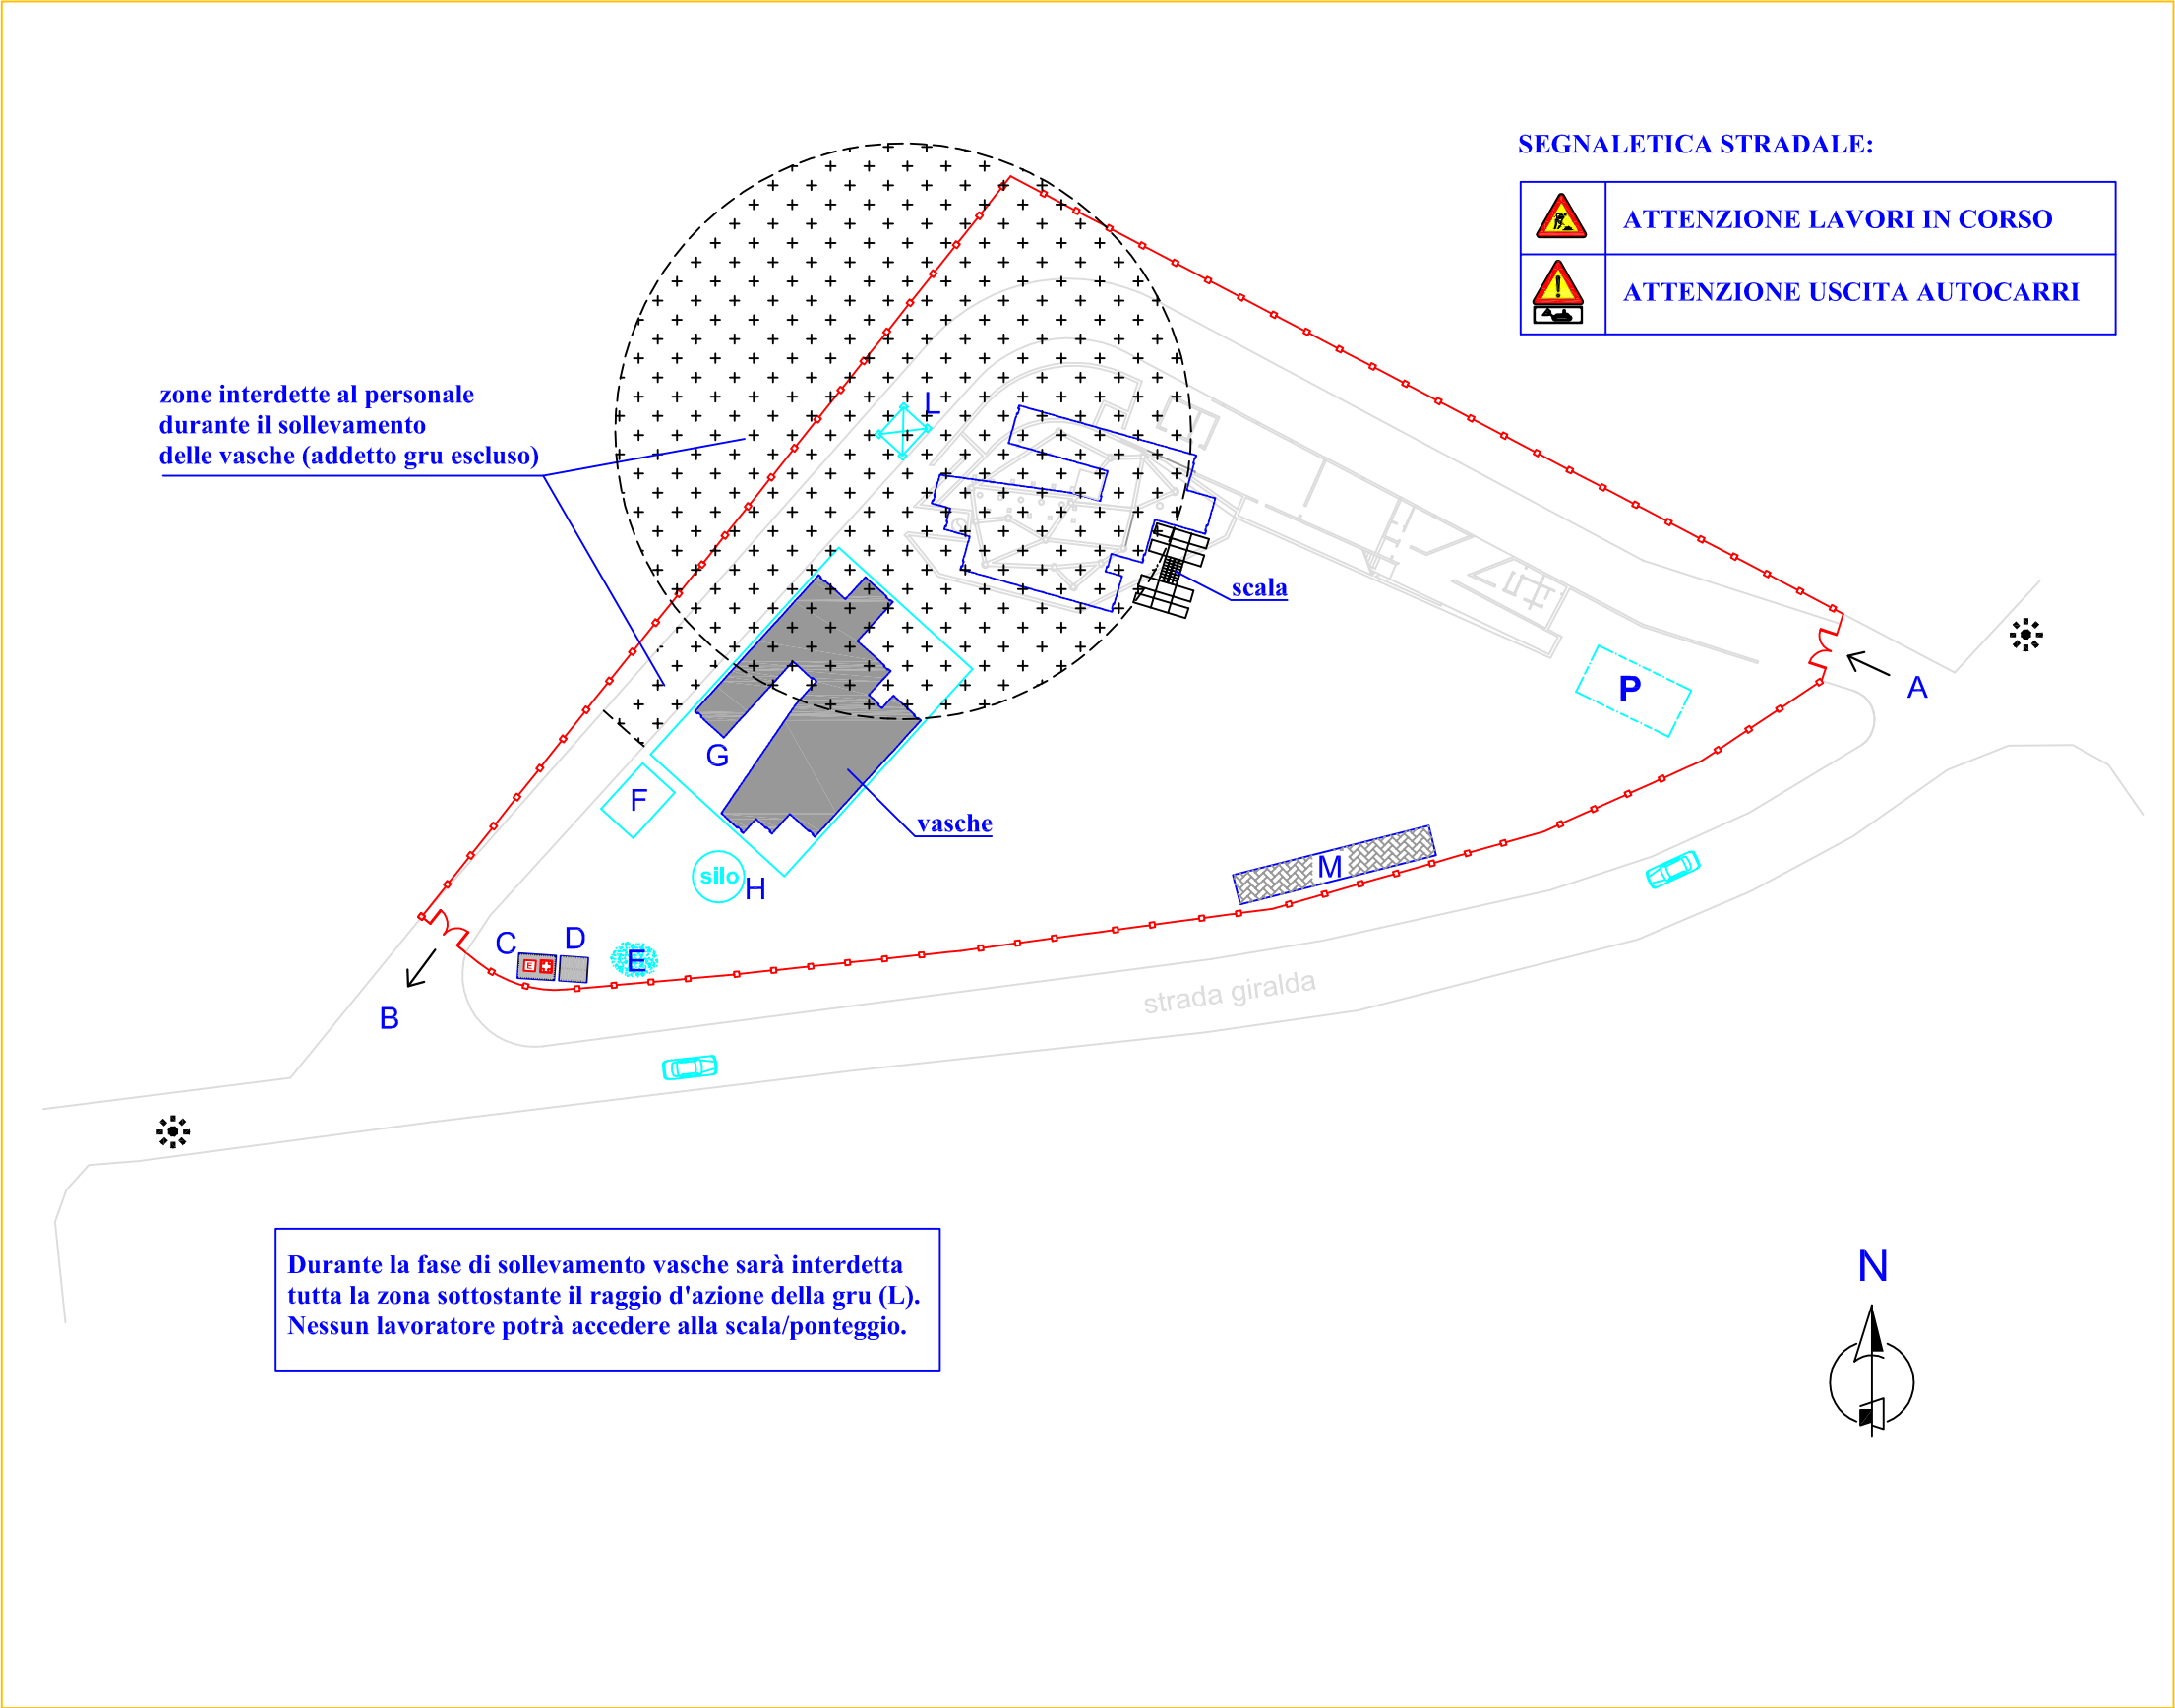 SEGNALETICA STRADALE:
ATTENZIONE LAVORI IN CORSO
ATTENZIONE USCITA AUTOCARRI
zone interdette al personale
durante il sollevamento
delle vasche (addetto gru escluso)
L
scala
P
A
G
F
vasche
M
silo
H
C
D
E
E
B
strada giralda
Durante la fase di sollevamento vasche sarà interdetta
tutta la zona sottostante il raggio d'azione della gru (L).
Nessun lavoratore potrà accedere alla scala/ponteggio.
N